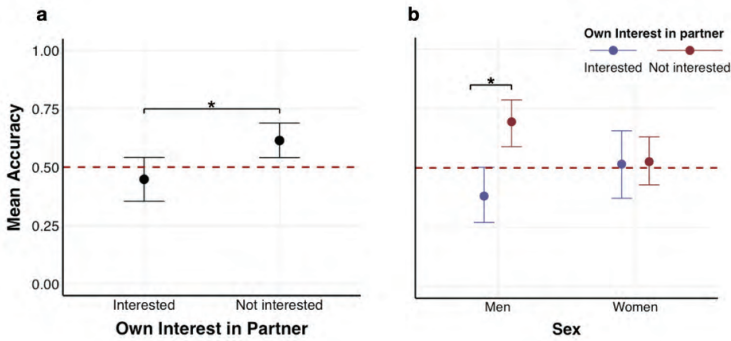 a
1.00
0.75
0.50
0.25
0.00
Mean Accuracy
*
Interested Not interested
Own Interest in Partner
b
Own Interest in partner
Interested Not interested
*
Men Women
Sex